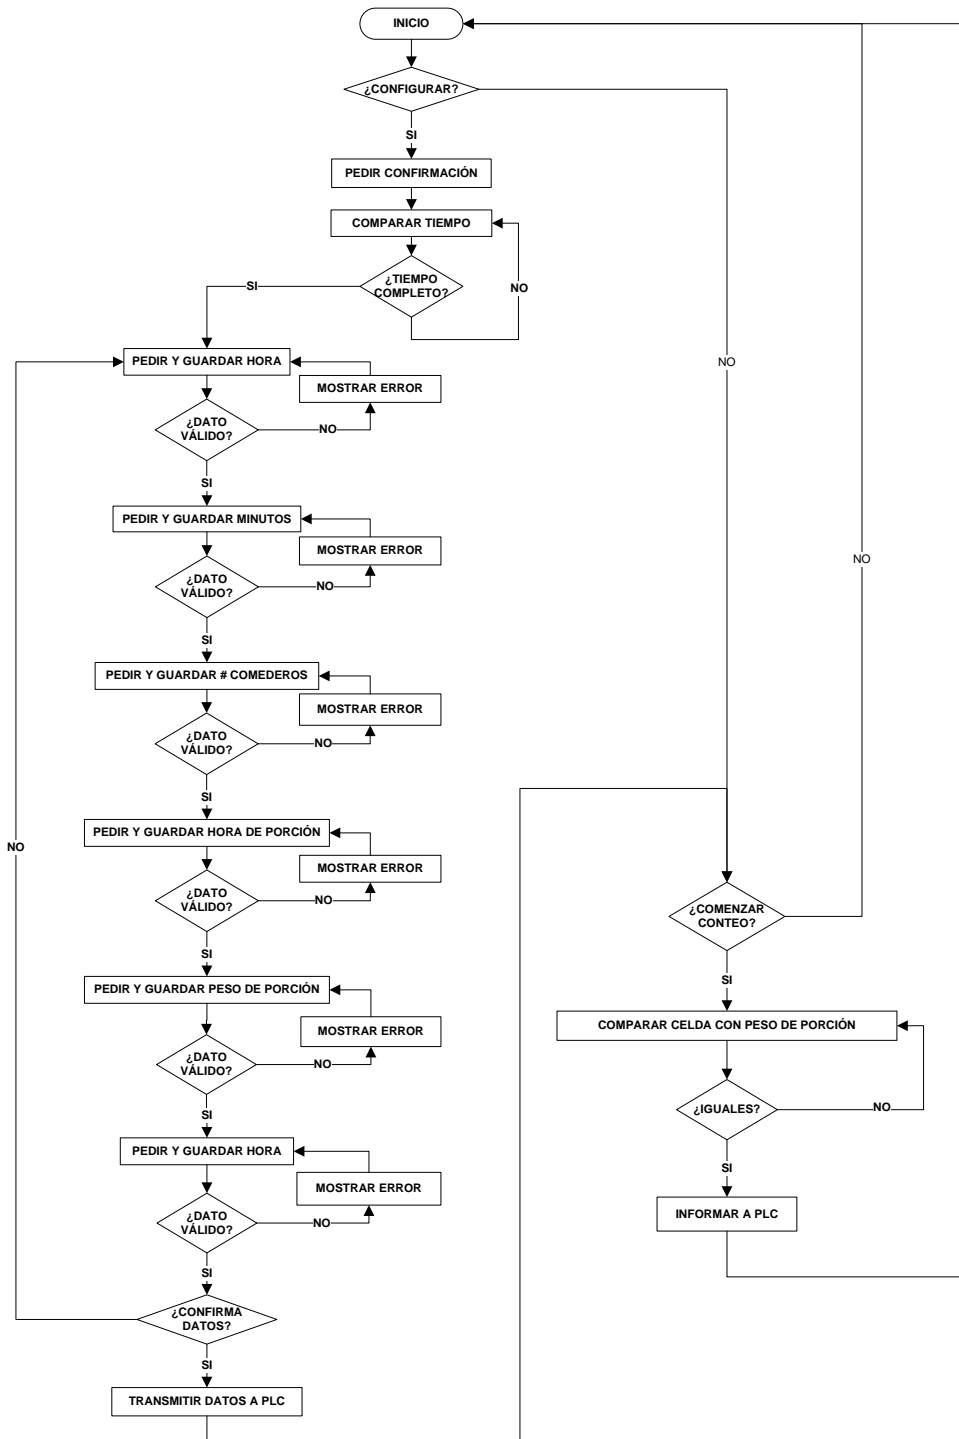 INICIO
¿CONFIGURAR?
SI
PEDIR CONFIRMACIÓN
COMPARAR TIEMPO
¿TIEMPO
COMPLETO?
SI
NO
PEDIR Y GUARDAR HORA
MOSTRAR ERROR
¿DATO
VÁLIDO?
NO
SI
PEDIR Y GUARDAR MINUTOS
MOSTRAR ERROR
¿DATO
VÁLIDO?
NO
SI
PEDIR Y GUARDAR # COMEDEROS
MOSTRAR ERROR
¿DATO
VÁLIDO?
NO
SI
PEDIR Y GUARDAR HORA DE PORCIÓN
MOSTRAR ERROR
¿DATO
VÁLIDO?
NO
SI
PEDIR Y GUARDAR PESO DE PORCIÓN
MOSTRAR ERROR
¿DATO
VÁLIDO?
NO
SI
PEDIR Y GUARDAR HORA
MOSTRAR ERROR
¿DATO
VÁLIDO?
NO
SI
¿CONFIRMA
DATOS?
NO
SI
TRANSMITIR DATOS A PLC
NO
NO
¿COMENZAR
CONTEO?
SI
COMPARAR CELDA CON PESO DE PORCIÓN
¿IGUALES?
NO
SI
INFORMAR A PLC